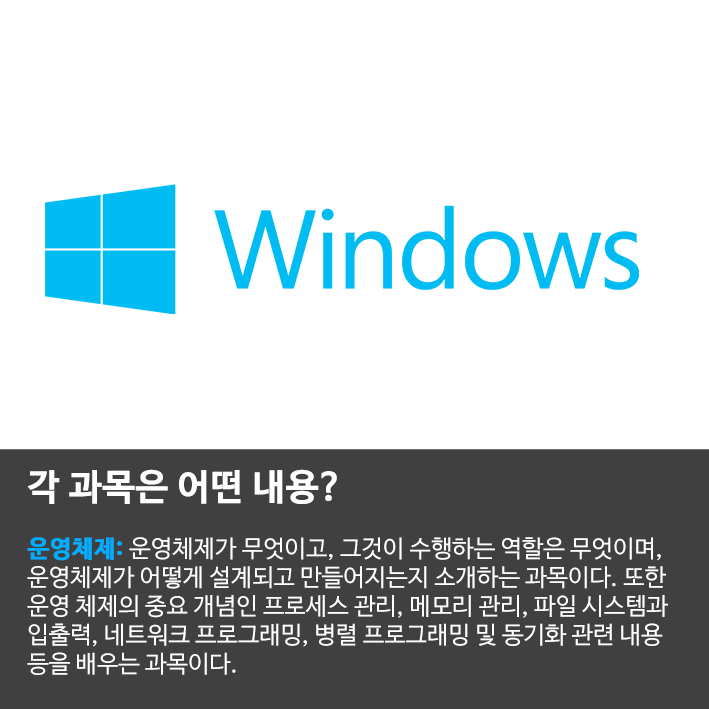 Windows
각 과목은 어떤 내용?
운영체제: 운영체제가 무엇이고, 그것이 수행하는 역할은 무엇이며,
운영체제가 어떻게 설계되고 만들어지는지 소개하는 과목이다. 또한
운영 체제의 중요 개념인 프로세스 관리, 메모리 관리, 파일 시스템과
입출력, 네트워크 프로그래밍, 병렬 프로그래밍 및 동기화 관련 내용
등을 배우는 과목이다.